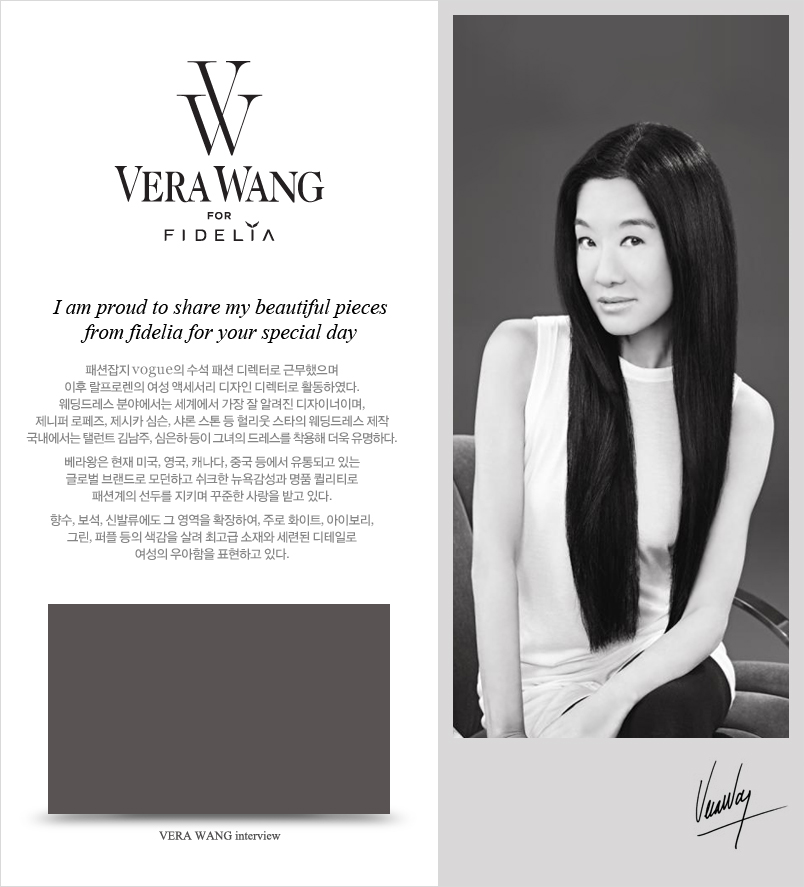 VERA WANG
FOR
FIDELIA
I am proud to share my beautiful pieces
from fidelia for your special day
패션잡지 vogue의 수석 패션 디렉터로 근무했으며
이후 랄프로렌의 여성 액세서리 디자인 디렉터로 활동하였다.
웨딩드레스 분야에서는 세계에서 가장 잘 알려진 디자이너이며,
제니퍼 로페즈, 제시카 심슨, 샤론 스톤 등 헐리웃 스타의 웨딩드레스 제작
국내에서는 탤런트 김남주, 심은하 등이 그녀의 드레스를 착용해 더욱 유명하다.
베라왕은 현재 미국, 영국, 캐나다, 중국 등에서 유통되고 있는
글로벌 브랜드로 모던하고 쉬크한 뉴욕감성과 명품 퀄리티로
패션계의 선두를 지키며 꾸준한 사랑을 받고 있다.
향수, 보석, 신발류에도 그 영역을 확장하여, 주로 화이트, 아이보리,
그린, 퍼플 등의 색감을 살려 최고급 소재와 세련된 디테일로
여성의 우아함을 표현하고 있다.
VERA WANG interview
Vera Wang